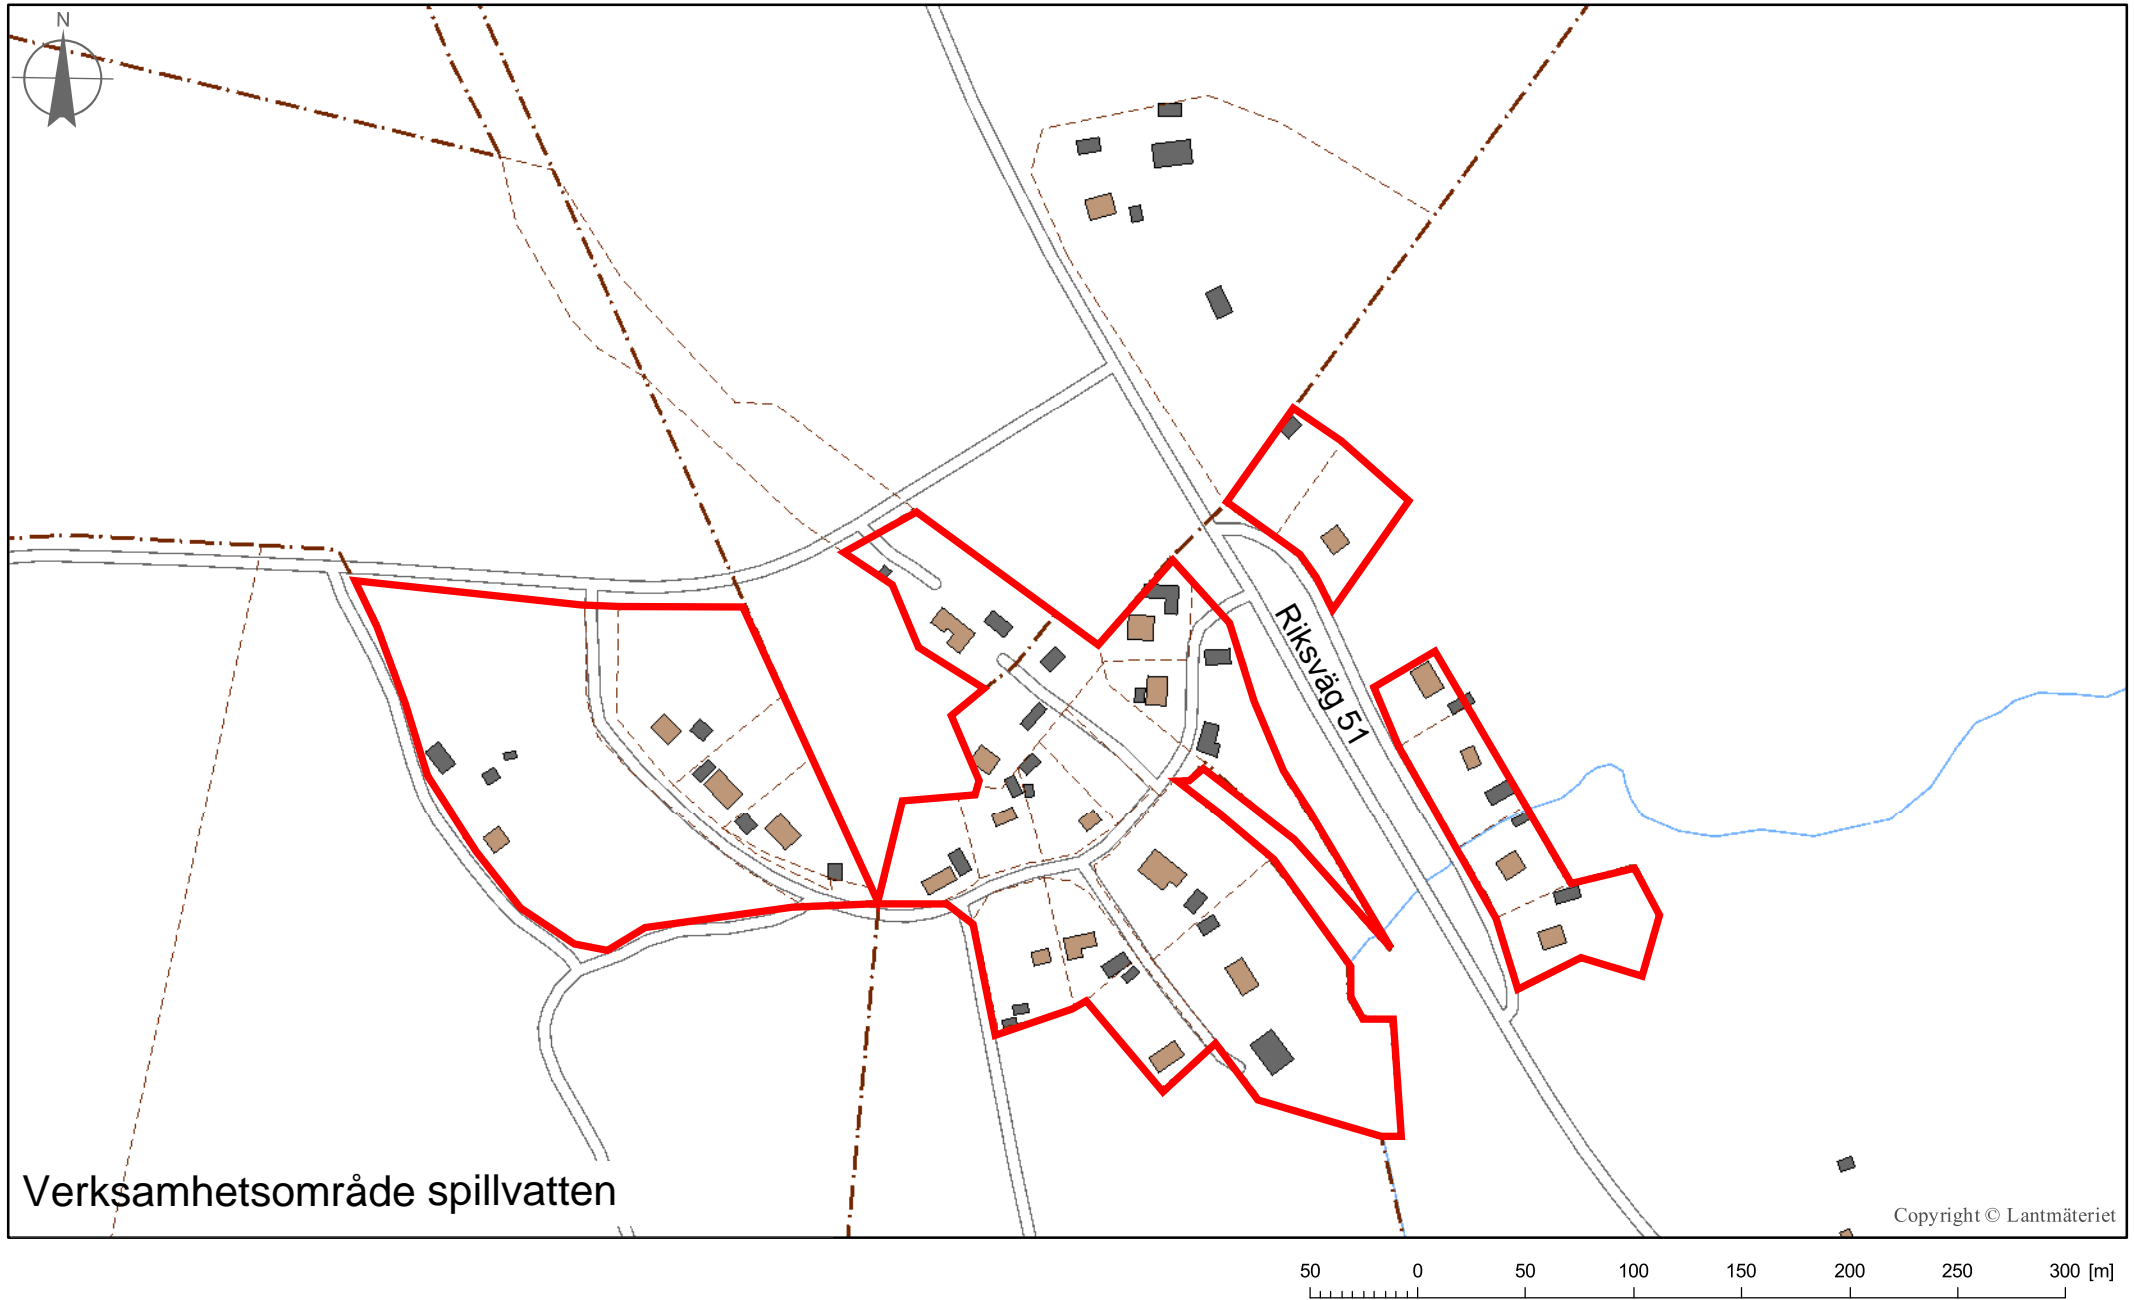 N
Riksväg 51
Verksamhetsområde spillvatten
Copyright © Lantmäteriet
50 0 50 100 150 200 250 300 [m]